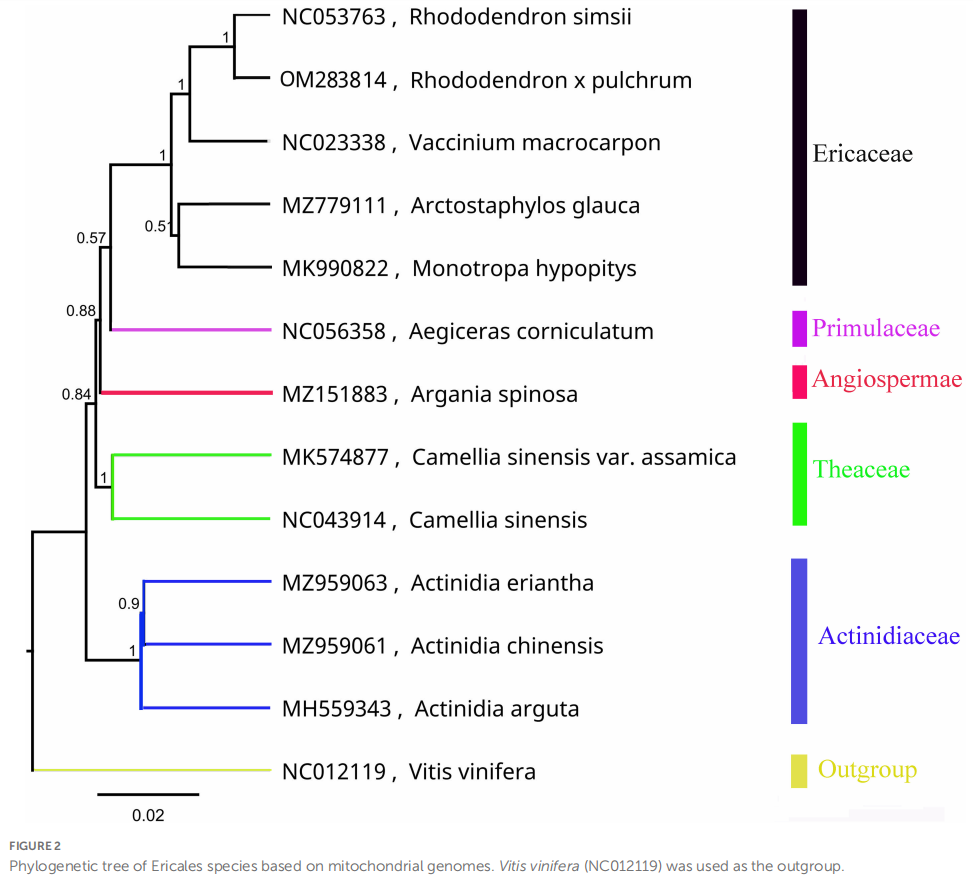 NC053763 , Rhododendron simsii
1
OM283814 , Rhododendron x pulchrum
1
NC023338 , Vaccinium macrocarpon
Ericaceae
1
MZ779111 , Arctostaphylos glauca
0.51
0.57
MK990822 , Monotropa hypopitys
0.88
NC056358 , Aegiceras corniculatum
Primulaceae
MZ151883 , Argania spinosa
Angiospermae
0.84
MK574877 , Camellia sinensis var. assamica
Theaceae
1
NC043914 , Camellia sinensis
MZ959063 , Actinidia eriantha
0.9
Actinidiaceae
MZ959061 , Actinidia chinensis
1
MH559343 , Actinidia arguta
NC012119 , Vitis vinifera
Outgroup
0.02
FIGURE 2
Phylogenetic tree of Ericales species based on mitochondrial genomes. Vitis vinifera (NC012119) was used as the outgroup.